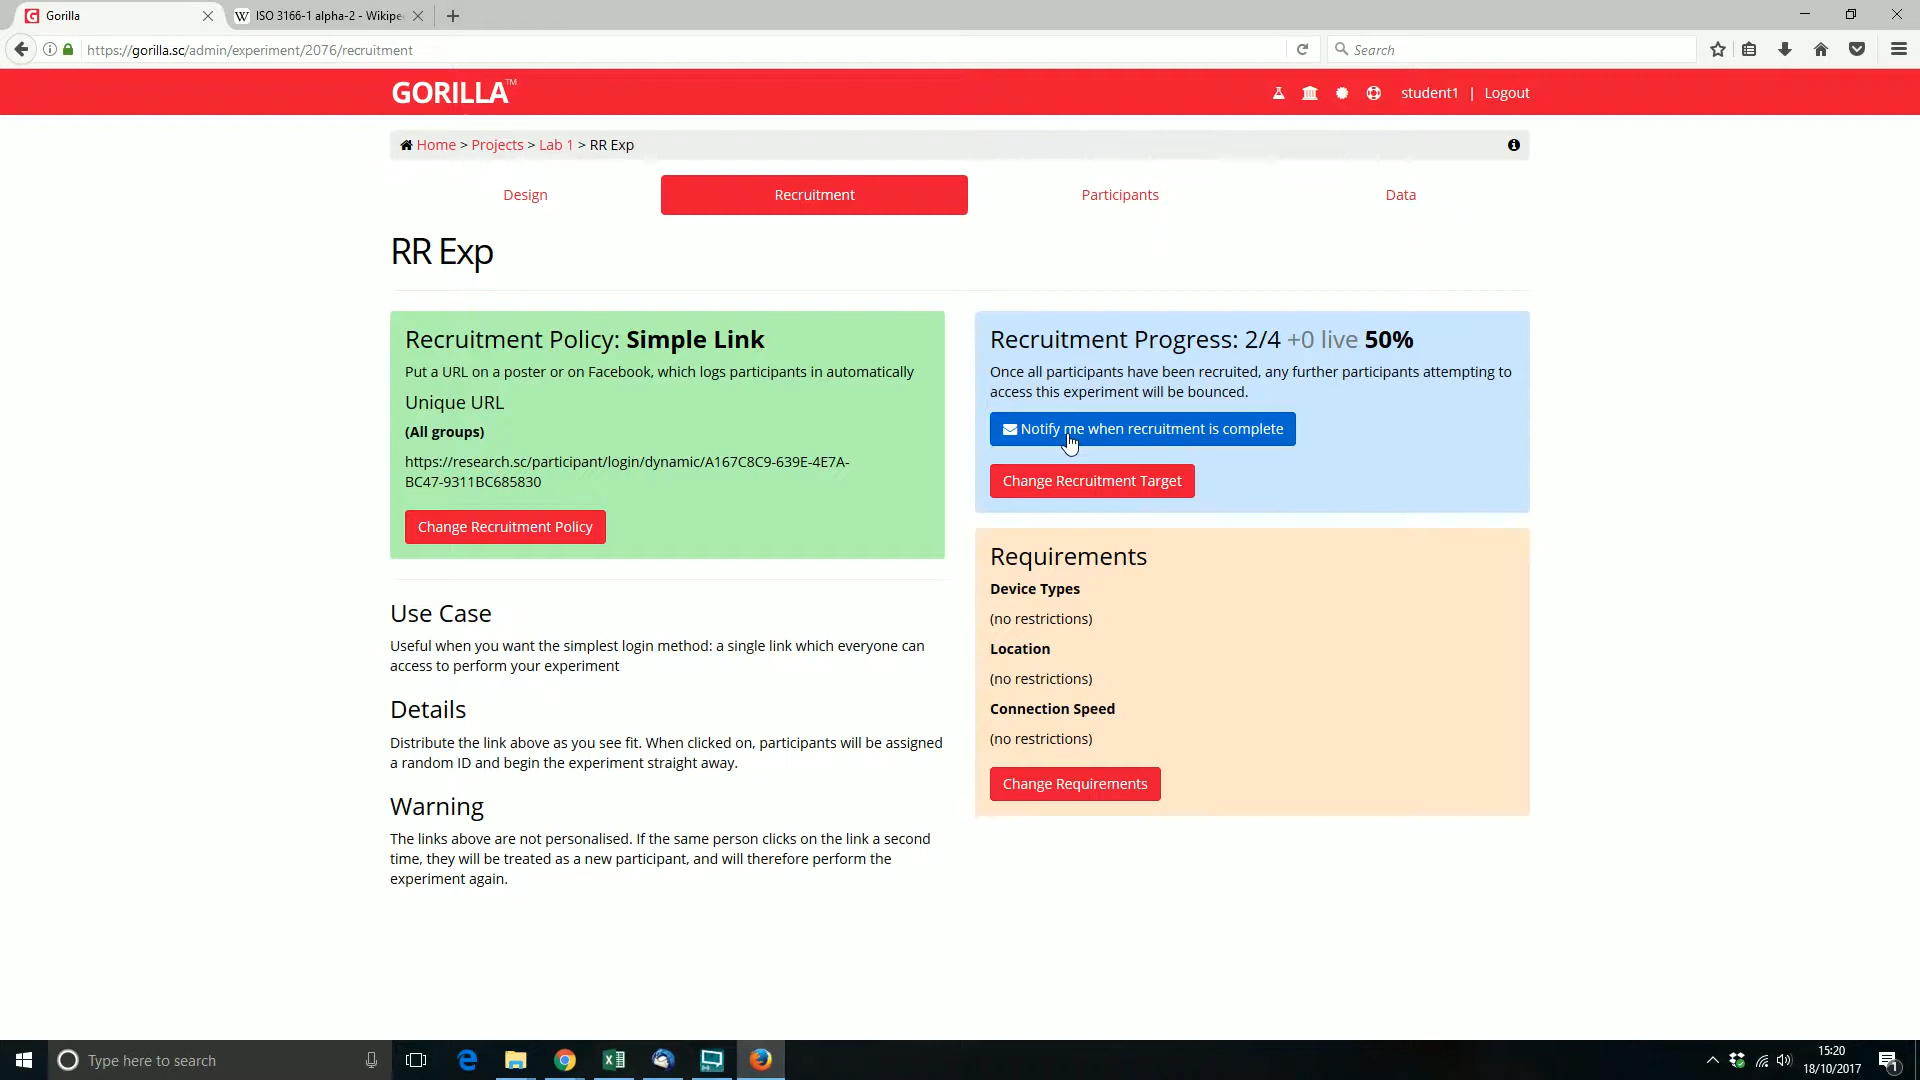 Gorilla
ISO 3166-1 alpha-2 - Wikipe
https://gorilla.sc/admin/experiment/2076/recruitment
Search
GORILLA™
student1 | Logout
Home > Projects > Lab 1 > RR Exp
Design
Recruitment
Participants
Data
RR Exp
Recruitment Policy: Simple Link
Put a URL on a poster or on Facebook, which logs participants in automatically
Unique URL
(All groups)
https://research.sc/participant/login/dynamic/A167C8C9-639E-4E7A-
BC47-9311BC685830
Change Recruitment Policy
Use Case
Useful when you want the simplest login method: a single link which everyone can
access to perform your experiment
Details
Distribute the link above as you see fit. When clicked on, participants will be assigned
a random ID and begin the experiment straight away.
Warning
The links above are not personalised. If the same person clicks on the link a second
time, they will be treated as a new participant, and will therefore perform the
experiment again.
Recruitment Progress: 2/4 +0 live 50%
Once all participants have been recruited, any further participants attempting to
access this experiment will be bounced.
Notify me when recruitment is complete
Change Recruitment Target
Requirements
Device Types
(no restrictions)
Location
(no restrictions)
Connection Speed
(no restrictions)
Change Requirements
Type here to search
15:20
18/10/2017
1